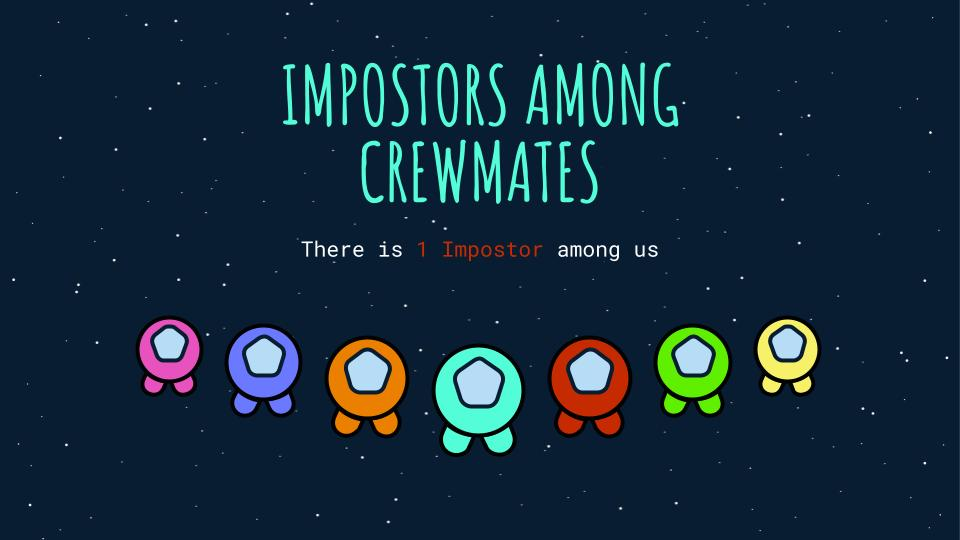 IMPOSTORS AMONG
CREWMATES
There is 1 Impostor among us